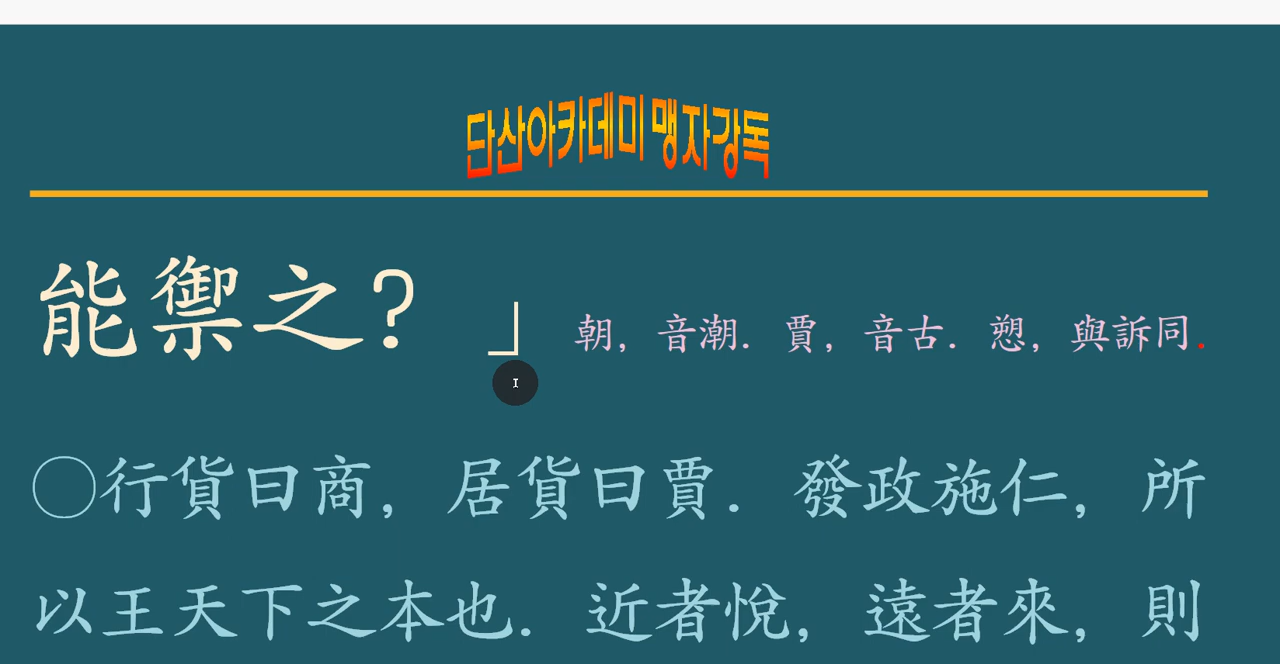 단산아카데미 맹자강독
能禦之? 」 朝, 音潮. 賈, 音古. 愬, 與訴同.
○行貨曰商, 居貨曰賈. 發政施仁, 所
以王天下之本也. 近者悅, 遠者來, 則